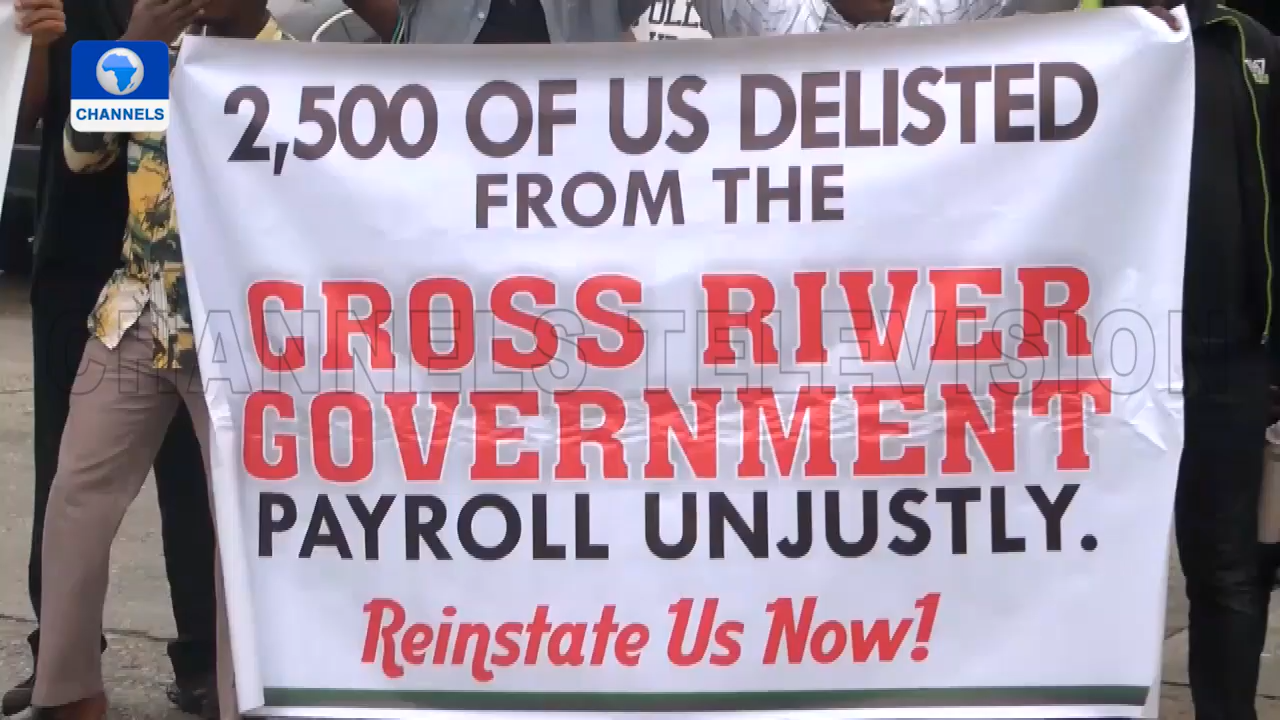 CHANNELS
2,500 OF US DELISTED
FROM THE
CROSS RIVER
GOVERNMENT
PAYROLL UNJUSTLY.
Reinstate Us Now!
CHANNELS TELEVISION